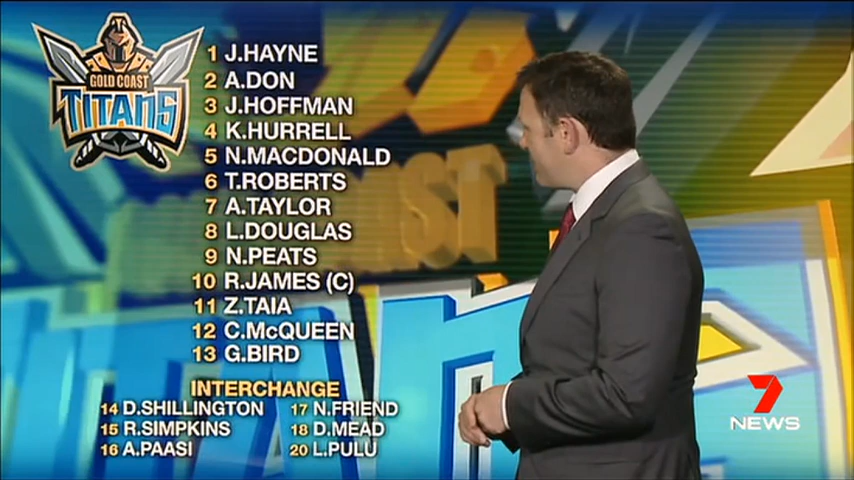 GOLD COAST
TITANS
1 J.HAYNE
2 A.DON
3 J.HOFFMAN
4 K.HURRELL
5 N.MACDONALD
6 T.ROBERTS
7 A.TAYLOR
8 L.DOUGLAS
9 N.PEATS
10 R.JAMES (C)
11 Z.TAIA
12 C.McQUEEN
13 G.BIRD
INTERCHANGE
14 D.SHILLINGTON 17 N.FRIEND
15 R.SIMPKINS 18 D.MEAD
16 A.PAASI 20 L.PULU
7
NEWS